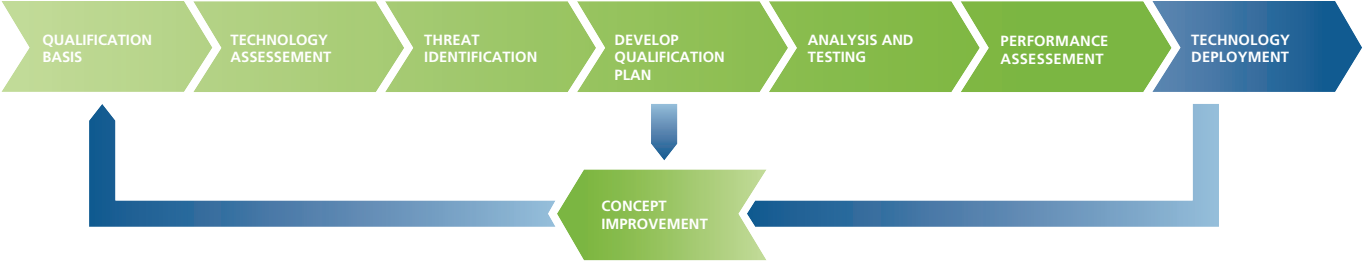 QUALIFICATION
BASIS
TECHNOLOGY
ASSESSEMENT
THREAT
IDENTIFICATION
DEVELOP
QUALIFICATION
PLAN
ANALYSIS AND
TESTING
PERFORMANCE
ASSESSEMENT
TECHNOLOGY
DEPLOYMENT
CONCEPT
IMPROVEMENT